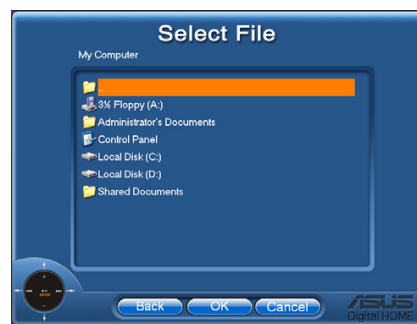 Select File
My Computer
..
3½ Floppy (A:)
Administrator's Documents
Control Panel
Local Disk (C:)
Local Disk (D:)
Shared Documents
ENTER
Back OK Cancel
ASUS
Digital HOME